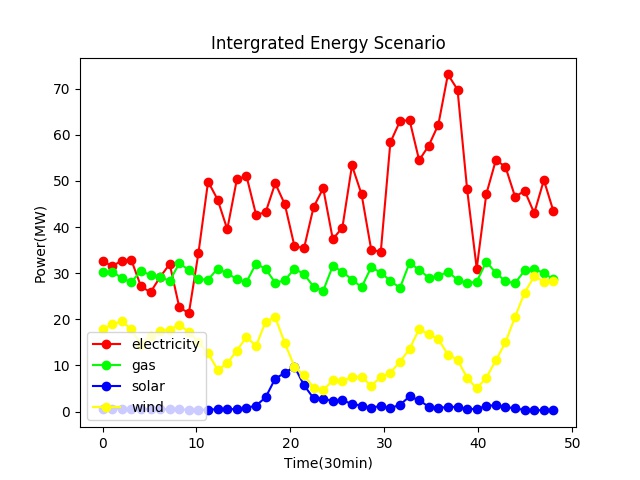 Intergrated Energy Scenario
Power(MW)
70
60
50
40
30
20
10
0
electricity
gas
solar
wind
0 10 20 30 40 50
Time(30min)